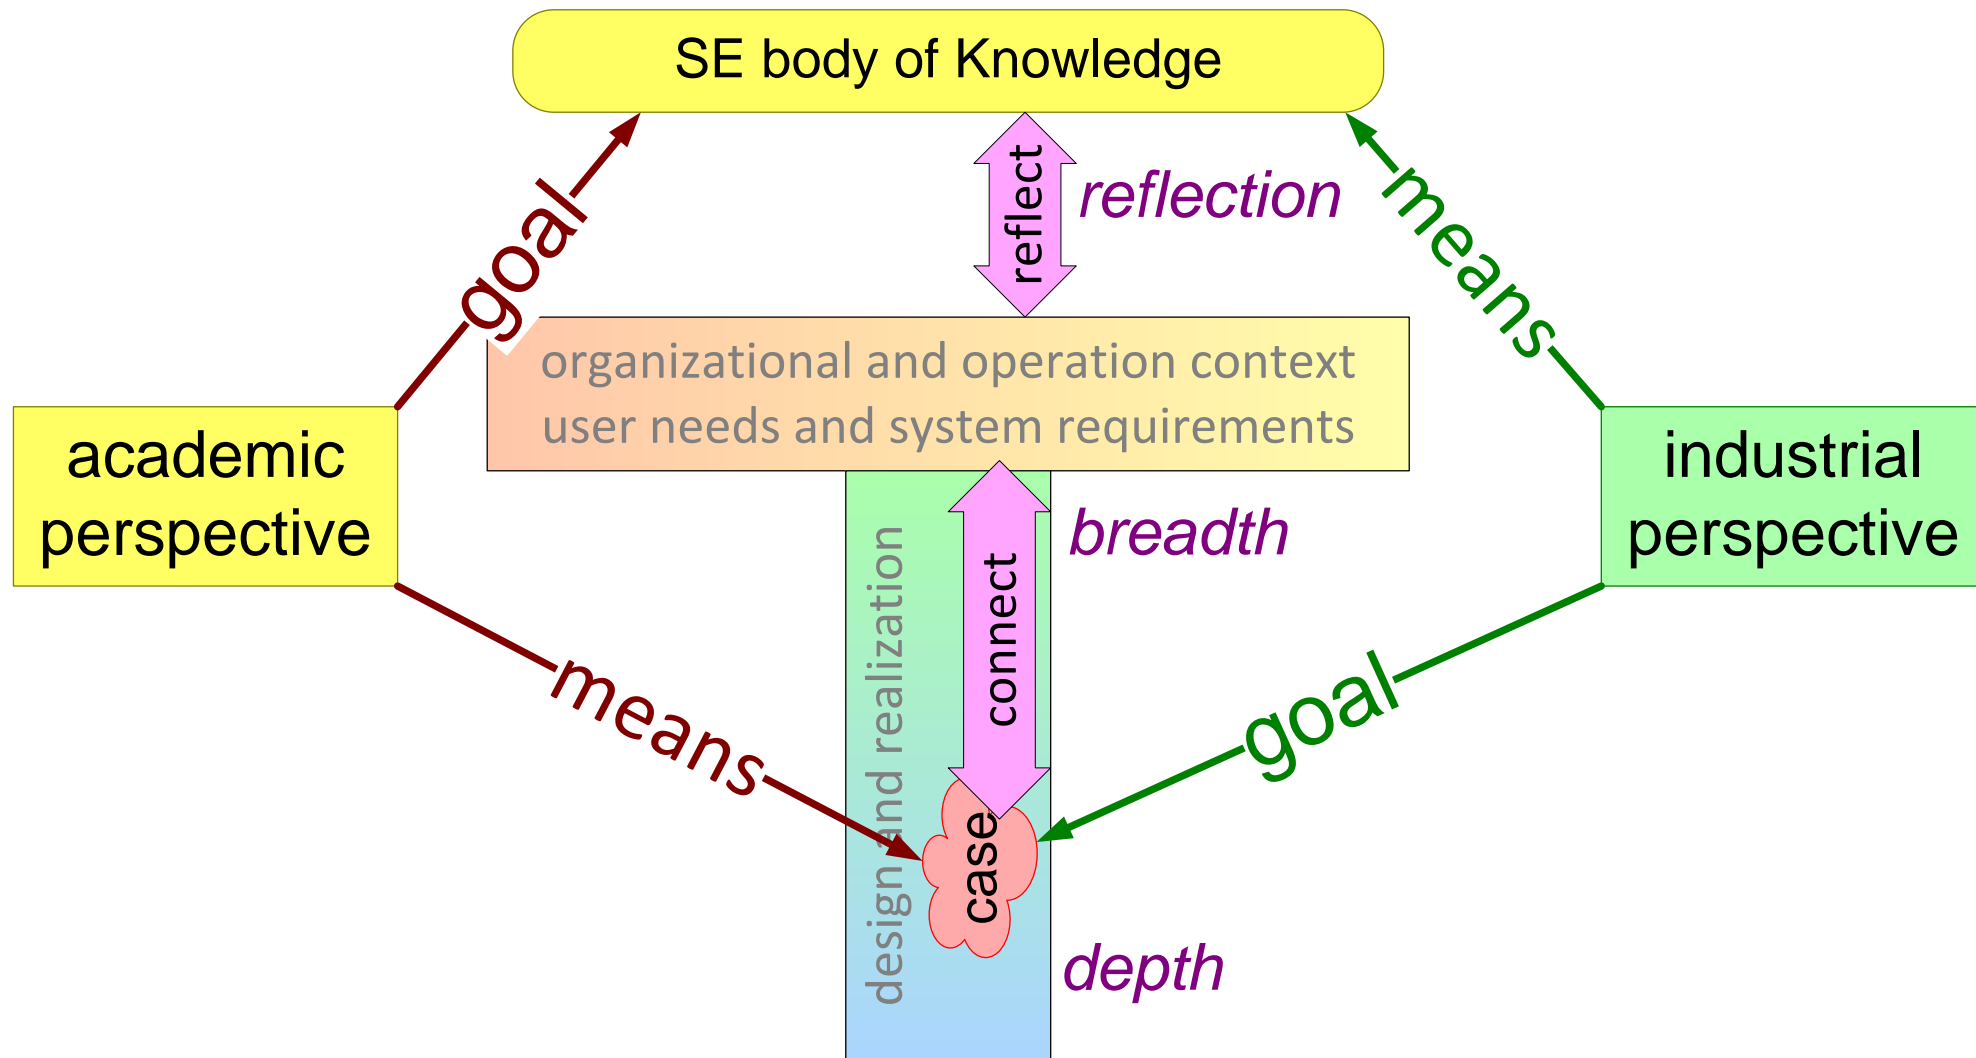 SE body of Knowledge
reflect
reflection
goal
means
organizational and operation context
user needs and system requirements
academic
perspective
industrial
perspective
breadth
connect
design and realization
means
goal
case
depth